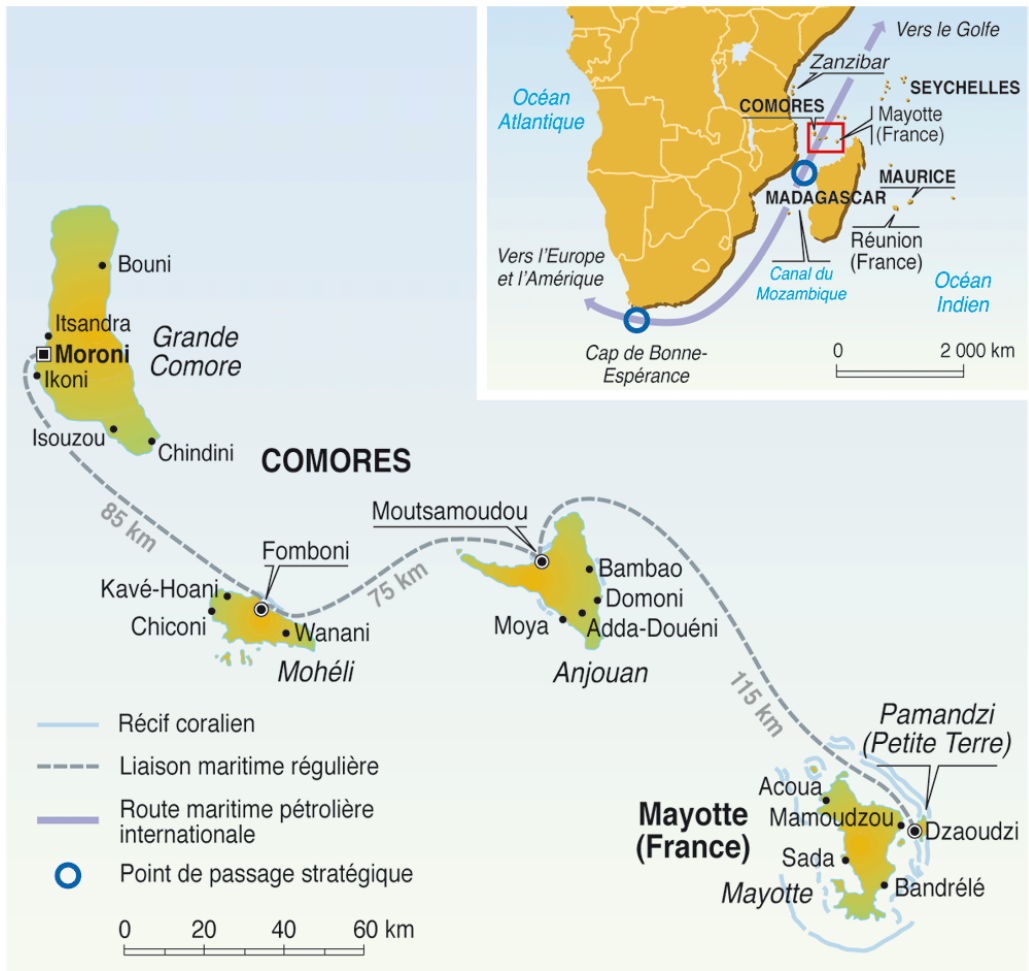 Vers le Golfe
Zanzibar
SEYCHELLES
Océan
Atlantique
COMORES
Mayotte
(France)
MADAGASCAR
MAURICE
Réunion
(France)
Vers l'Europe
et l'Amérique
Canal du
Mozambique
Océan
Indien
Cap de Bonne-
Espérance
0 2 000 km
Bouni
Itsandra
Moroni
Ikoni
Grande
Comore
Isouzou
Chindini
COMORES
85 km
Moutsamoudou
Fomboni
75 km
Kavé-Hoani
Chiconi
Wanani
Mohéli
Bambao
Domoni
Moya
Adda-Douéni
Anjouan
115 km
Pamandzi
(Petite Terre)
Acoua
Mamoudzou
Dzaoudzi
Mayotte
(France)
Sada
Mayotte
Bandrélé
Récif coralien
Liaison maritime régulière
Route maritime pétrolière
internationale
Point de passage stratégique
0 20 40 60 km